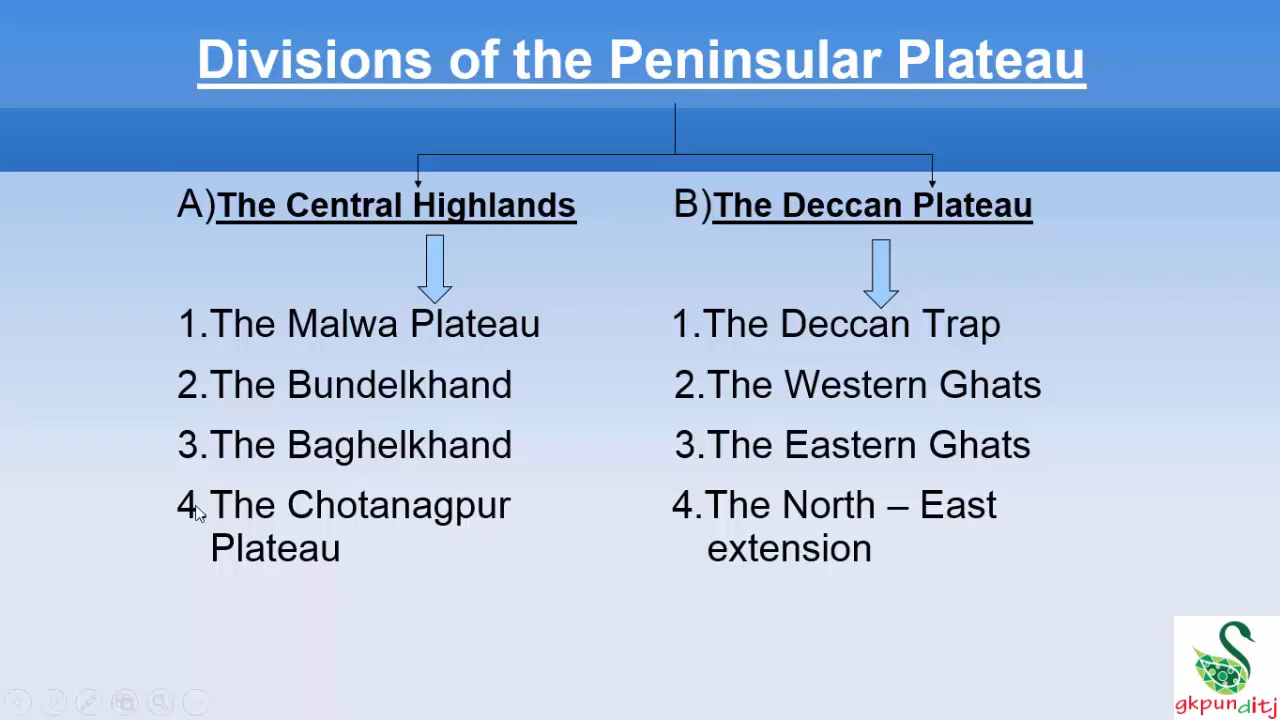 Divisions of the Peninsular Plateau
A)The Central Highlands
1.The Malwa Plateau
2.The Bundelkhand
3.The Baghelkhand
4.The Chotanagpur
Plateau
B)The Deccan Plateau
1.The Deccan Trap
2.The Western Ghats
3.The Eastern Ghats
4.The North – East
extension
gkpunditj